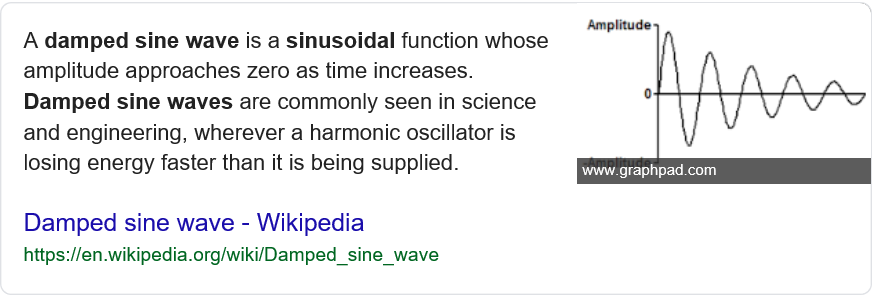 A damped sine wave is a sinusoidal function whose
amplitude approaches zero as time increases.
Damped sine waves are commonly seen in science
and engineering, wherever a harmonic oscillator is
losing energy faster than it is being supplied.
Damped sine wave - Wikipedia
https://en.wikipedia.org/wiki/Damped_sine_wave
Amplitude
0
-Amplitude
www.graphpad.com